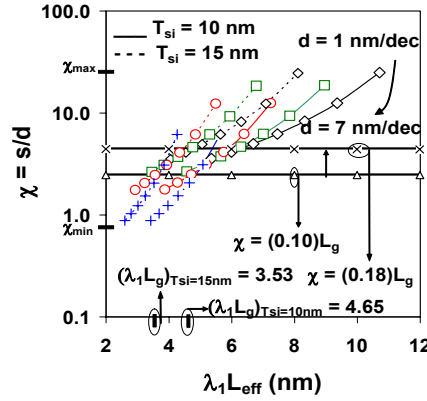 100.0
T_si = 10 nm
T_si = 15 nm
d = 1 nm/dec
χ_max
10.0
d = 7 nm/dec
χ = s/d
1.0
χ_min
χ = (0.10)L_g
(λ_1L_g)_Tsi=15nm = 3.53
χ = (0.18)L_g
(λ_1L_g)_Tsi=10nm = 4.65
0.1
2 4 6 8 10 12
λ_1L_eff (nm)